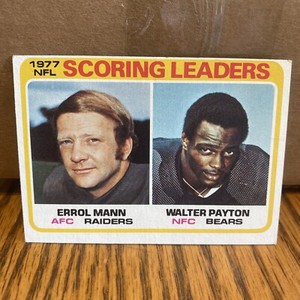 1977 NFL SCORING LEADERS
ERROL MANN WALTER PAYTON
AFC RAIDERS NFC BEARS